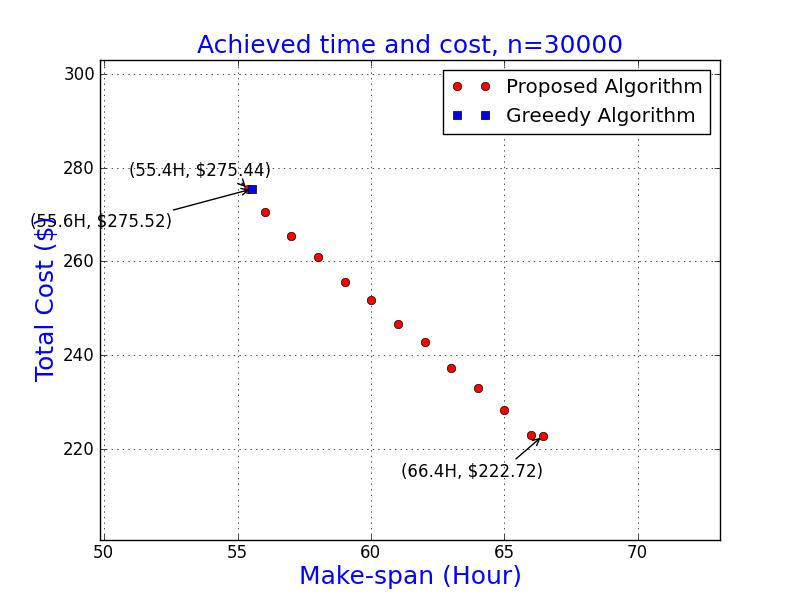 Achieved time and cost, n=30000
300
Proposed Algorithm
Greeedy Algorithm
280
(55.4H, $275.44)
(55.6H, $275.52)
Total Cost ($)
260
240
220
(66.4H, $222.72)
50
55
60
65
70
Make-span (Hour)